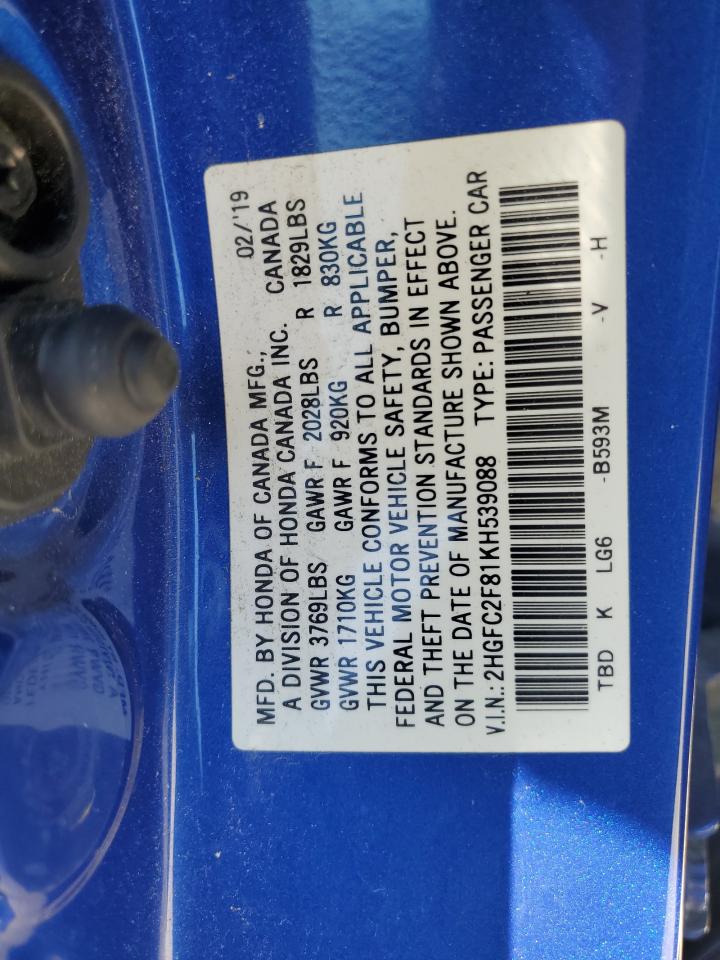 MFD. BY HONDA OF CANADA MFG., 02/'19
A DIVISION OF HONDA CANADA INC. CANADA
GVWR 3769LBS GAWR F 2028LBS R 1829LBS
GVWR 1710KG GAWR F 920KG R 830KG
THIS VEHICLE CONFORMS TO ALL APPLICABLE
FEDERAL MOTOR VEHICLE SAFETY, BUMPER,
AND THEFT PREVENTION STANDARDS IN EFFECT
ON THE DATE OF MANUFACTURE SHOWN ABOVE.
V.I.N.: 2HGFC2F81KH539088 TYPE: PASSENGER CAR
TBD K LG6 -B593M -V -H